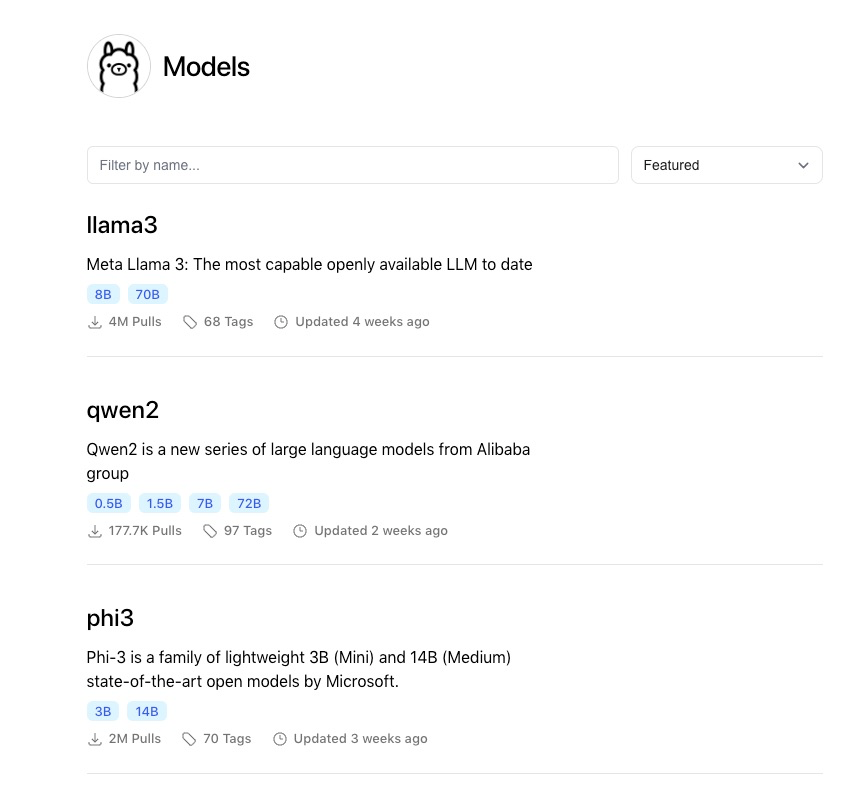 Models
Filter by name...
Featured
llama3
Meta Llama 3: The most capable openly available LLM to date
8B 70B
4M Pulls 68 Tags Updated 4 weeks ago
qwen2
Qwen2 is a new series of large language models from Alibaba
group
0.5B 1.5B 7B 72B
177.7K Pulls 97 Tags Updated 2 weeks ago
phi3
Phi-3 is a family of lightweight 3B (Mini) and 14B (Medium)
state-of-the-art open models by Microsoft.
3B 14B
2M Pulls 70 Tags Updated 3 weeks ago